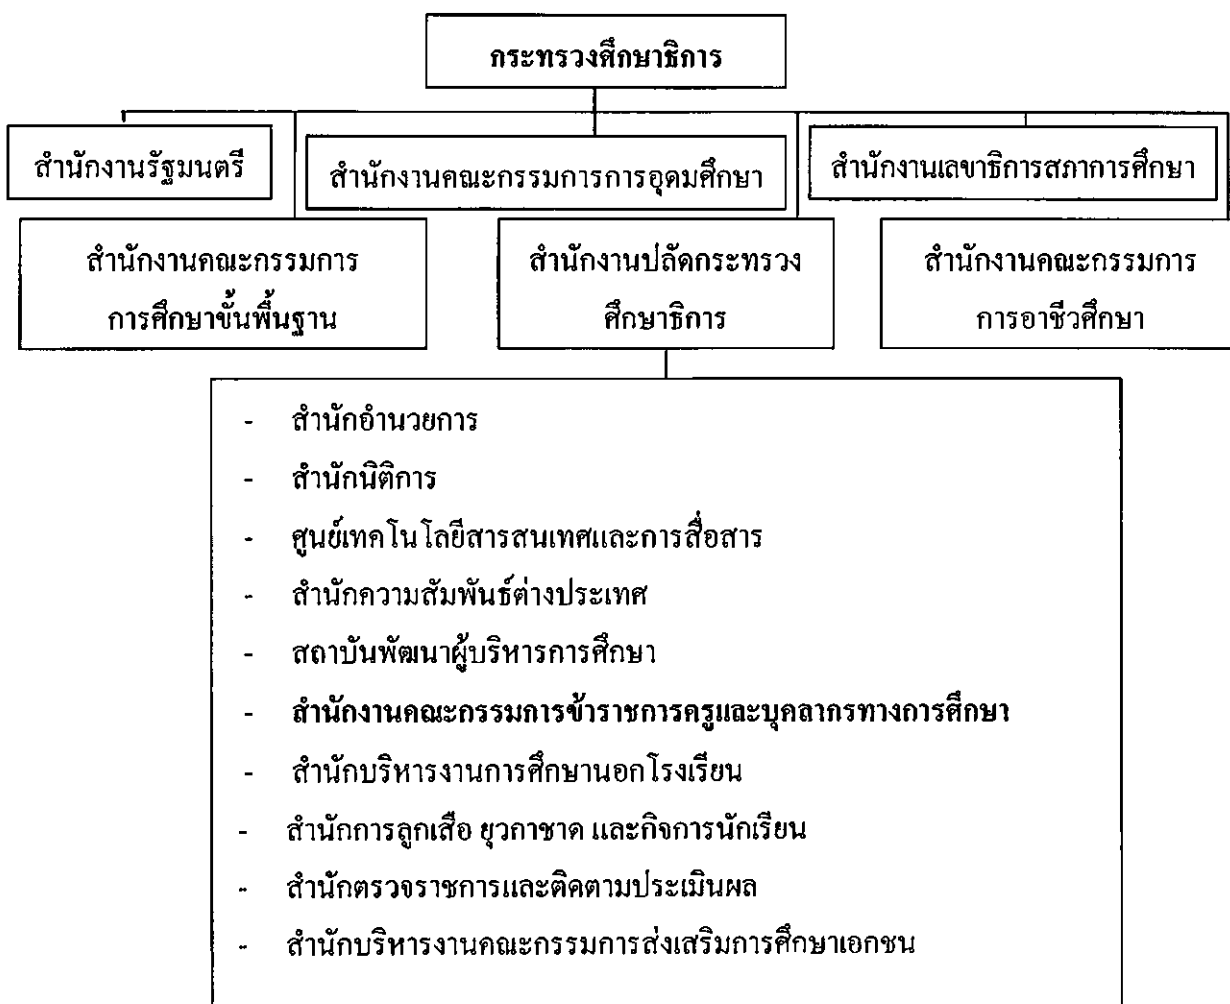 กระทรวงศึกษาธิการ
สำนักงานรัฐมนตรี
สำนักงานคณะกรรมการการอุดมศึกษา
สำนักงานเลขาธิการสภาการศึกษา
สำนักงานคณะกรรมการ
การศึกษาขั้นพื้นฐาน
สำนักงานปลัดกระทรวง
ศึกษาธิการ
สำนักงานคณะกรรมการ
การอาชีวศึกษา
- สำนักอำนวยการ
- สำนักนิติการ
- ศูนย์เทคโนโลยีสารสนเทศและการสื่อสาร
- สำนักความสัมพันธ์ต่างประเทศ
- สถาบันพัฒนาผู้บริหารการศึกษา
- สำนักงานคณะกรรมการข้าราชการครูและบุคลากรทางการศึกษา
- สำนักบริหารงานการศึกษานอกโรงเรียน
- สำนักการลูกเสือ ยุวกาชาด และกิจการนักเรียน
- สำนักตรวจราชการและติดตามประเมินผล
- สำนักบริหารงานคณะกรรมการส่งเสริมการศึกษาเอกชน